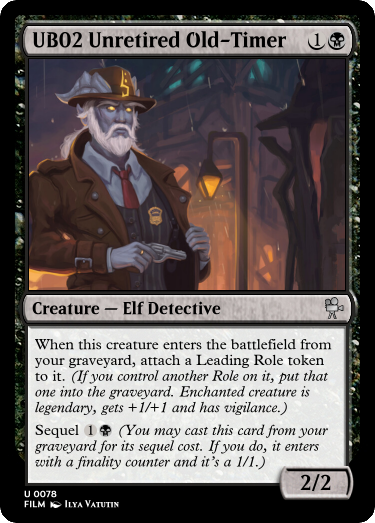 UB02 Unretired Old-Timer 1
Creature — Elf Detective
When this creature enters the battlefield from
your graveyard, attach a Leading Role token
to it. (If you control another Role on it, put that
one into the graveyard. Enchanted creature is
legendary, gets +1/+1 and has vigilance.)
Sequel 1 (You may cast this card from your
graveyard for its sequel cost. If you do, it enters
with a finality counter and it's a 1/1.)
2/2
U 0078
FILM Ilya Vatutin